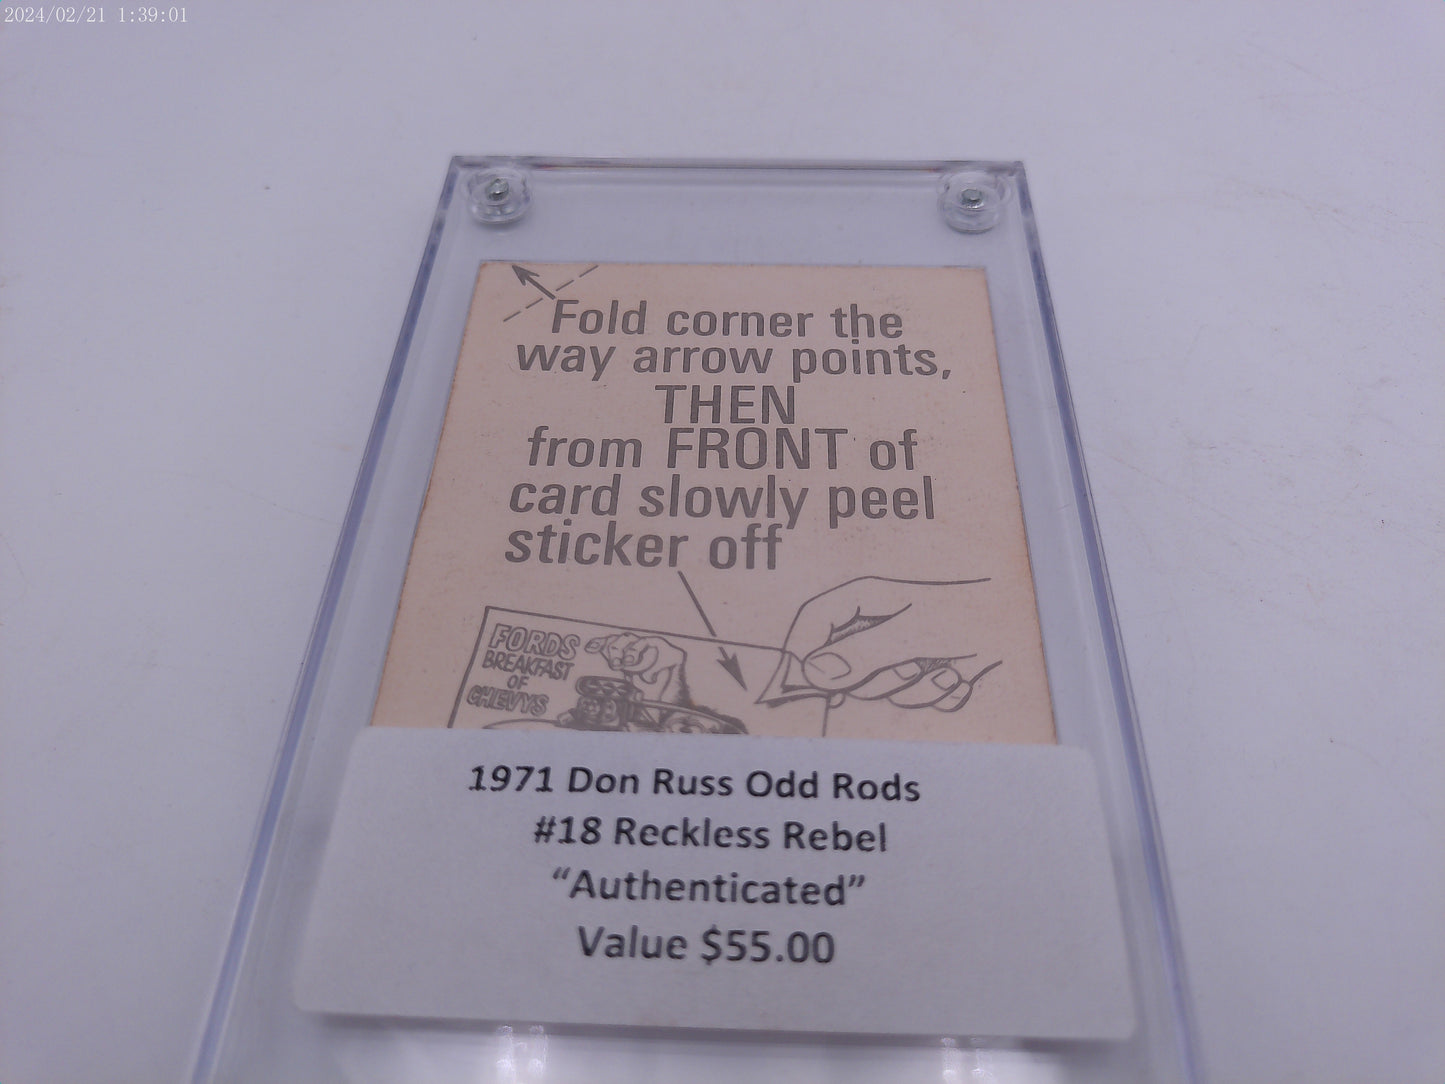 2024/02/21 1:39:01
Fold corner the
way arrow points,
THEN
from FRONT of
card slowly peel
sticker off
FORDS
BREAKFAST
OF
CHEVYS
1971 Don Russ Odd Rods
#18 Reckless Rebel
“Authenticated”
Value $55.00